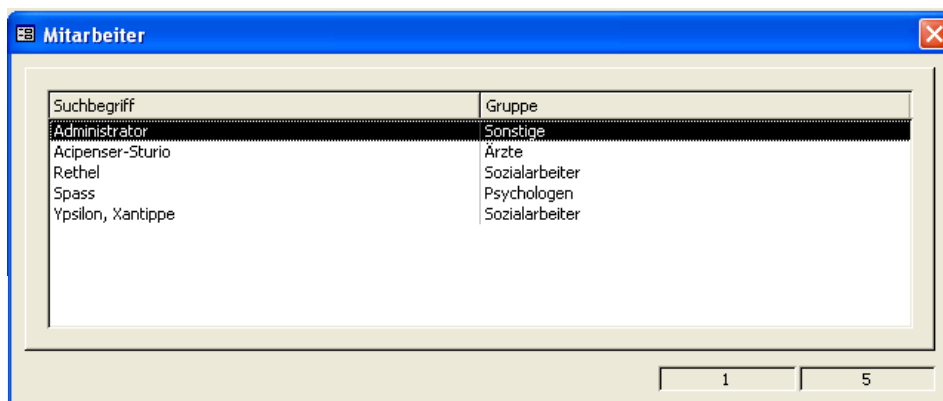 Mitarbeiter
Suchbegriff Gruppe
Administrator Sonstige
Acipenser-Sturio Ärzte
Rethel Sozialarbeiter
Spass Psychologen
Ypsilon, Xantippe Sozialarbeiter
1 5